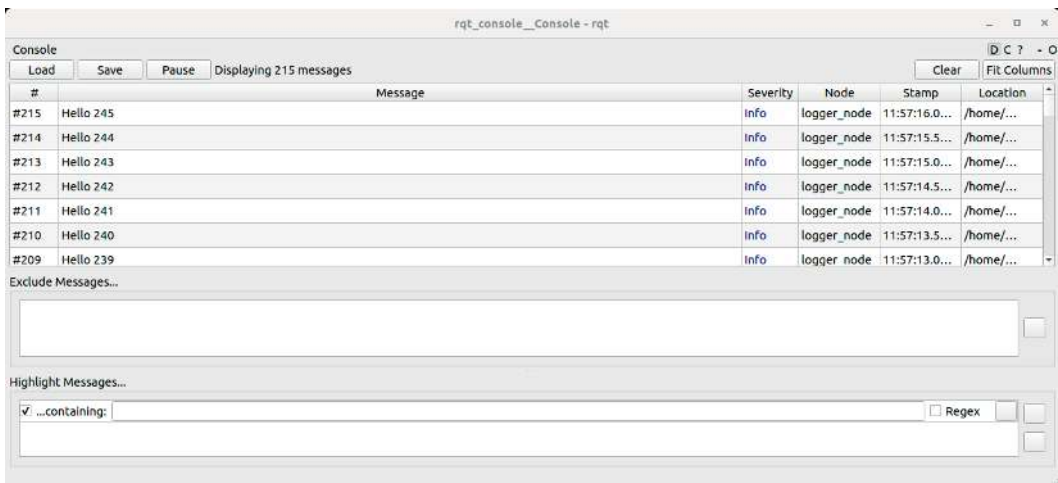 rqt_console__Console - rqt
Console D C ? - O
Load Save Pause Displaying 215 messages Clear Fit Columns
# Message Severity Node Stamp Location
#215 Hello 245 Info logger_node 11:57:16.0... /home/...
#214 Hello 244 Info logger_node 11:57:15.5... /home/...
#213 Hello 243 Info logger_node 11:57:15.0... /home/...
#212 Hello 242 Info logger_node 11:57:14.5... /home/...
#211 Hello 241 Info logger_node 11:57:14.0... /home/...
#210 Hello 240 Info logger_node 11:57:13.5... /home/...
#209 Hello 239 Info logger_node 11:57:13.0... /home/...
Exclude Messages...
Highlight Messages...
...containing: Regex